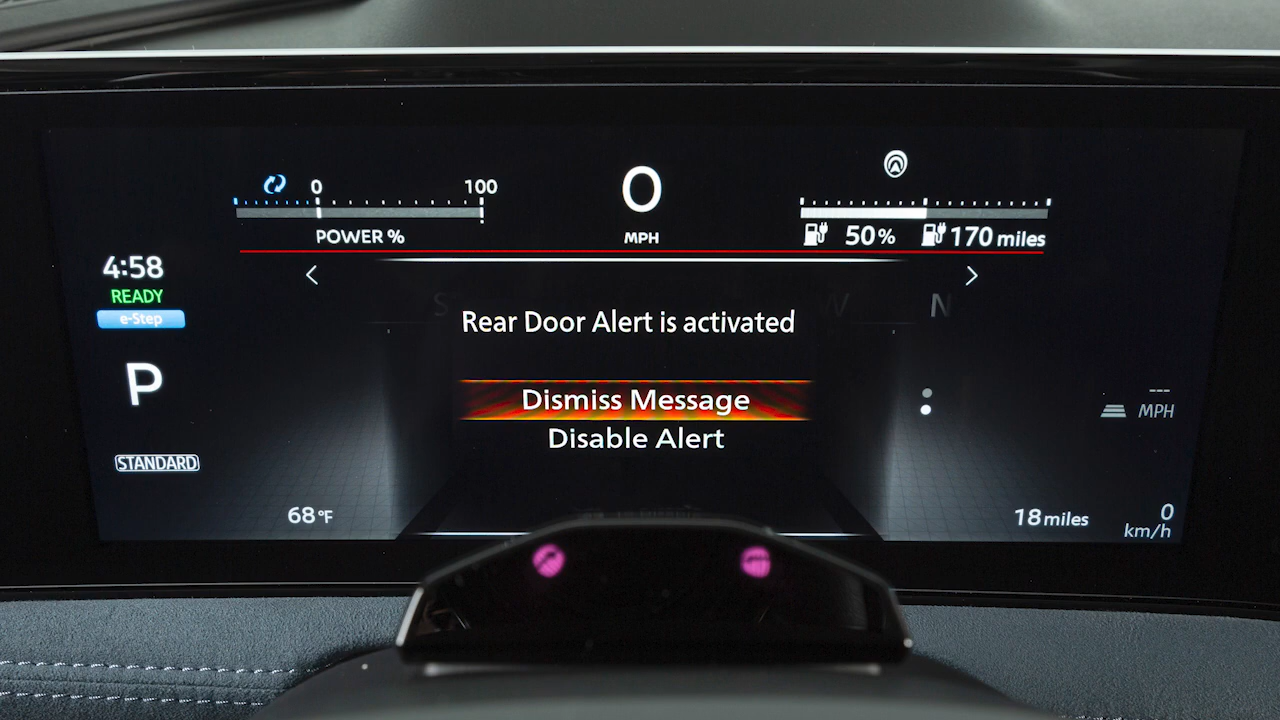 0 100
POWER %
0
MPH
50% 170 miles
4:58
READY
e-Step
P
STANDARD
68°F
S
N
Rear Door Alert is activated
Dismiss Message
Disable Alert
--- MPH
18 miles
0
km/h